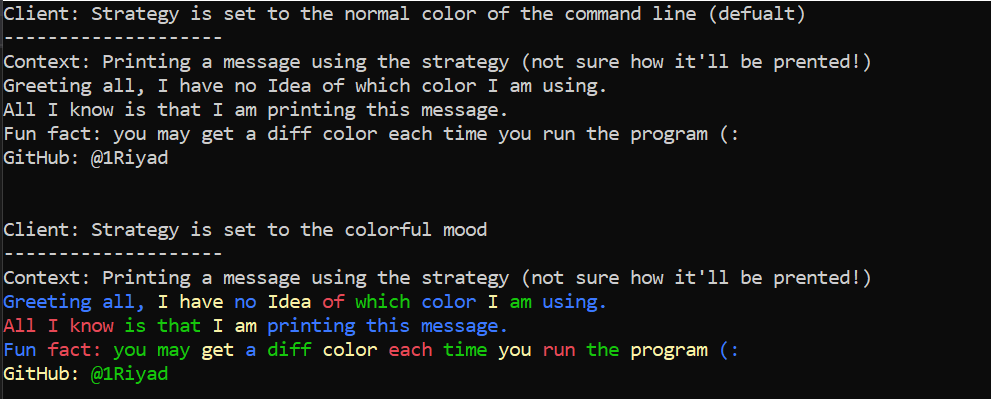 Client: Strategy is set to the normal color of the command line (defualt)
--------------------
Context: Printing a message using the strategy (not sure how it'll be prented!)
Greeting all, I have no Idea of which color I am using.
All I know is that I am printing this message.
Fun fact: you may get a diff color each time you run the program (:
GitHub: @1Riyad
Client: Strategy is set to the colorful mood
--------------------
Context: Printing a message using the strategy (not sure how it'll be prented!)
Greeting all, I have no Idea of which color I am using.
All I know is that I am printing this message.
Fun fact: you may get a diff color each time you run the program (:
GitHub: @1Riyad